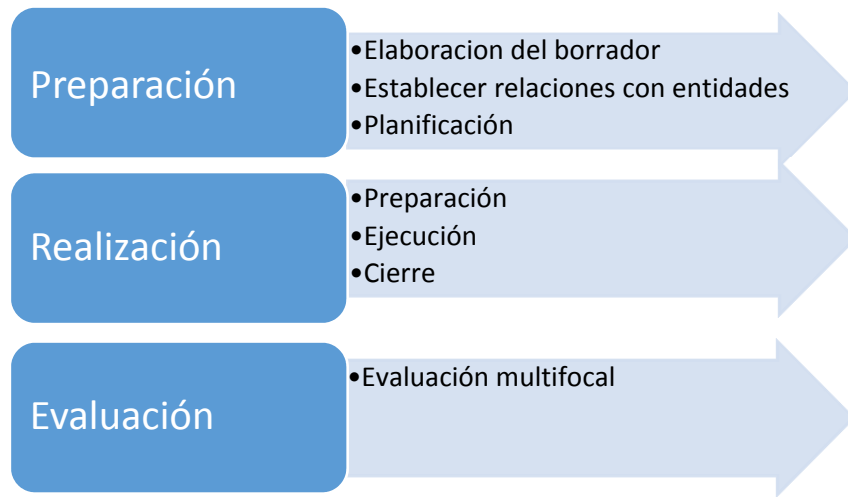 Preparación
•Elaboracion del borrador
•Establecer relaciones con entidades
•Planificación
Realización
•Preparación
•Ejecución
•Cierre
Evaluación
•Evaluación multifocal